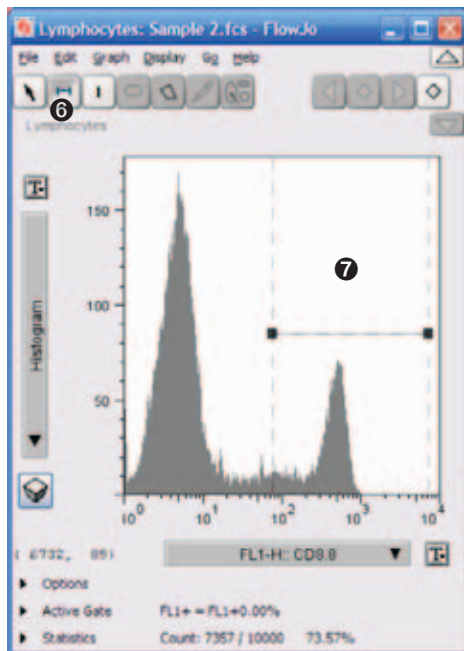 Lymphocytes: Sample 2.fcs - FlowJo
File Edit Graph Display Go Help
T
6
Lymphocytes
T
Histogram
150
100
50
7
10^0 10^1 10^2 10^3 10^4
( 6732, 89)
FL1-H:: CD8.8
T
Options
Active Gate FL1+ = FL1+0.00%
Statistics Count: 7357 / 10000 73.57%